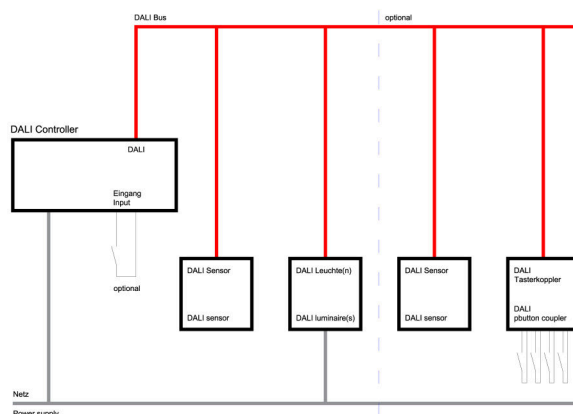 DALI Bus
optional
DALI Controller
DALI
Eingang
Input
optional
DALI Sensor
DALI sensor
DALI Leuchte(n)
DALI luminaire(s)
DALI Sensor
DALI sensor
DALI
Tasterkoppler
DALI
pbutton coupler
Netz
Power supply